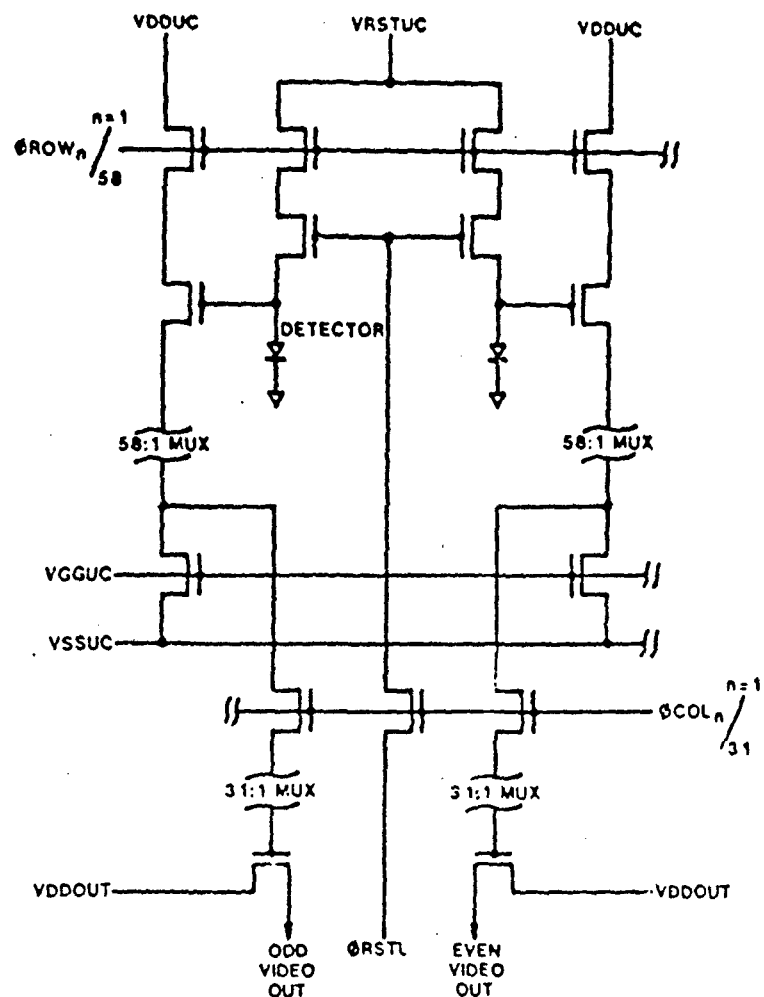 VDDUC VRSTUC VDDUC
n=1
ØROWn / 58
DETECTOR
58:1 MUX 58:1 MUX
VGGUC
VSSUC
n=1
ØCOLn / 31
31:1 MUX 31:1 MUX
VDDOUT VDDOUT
ODD VIDEO OUT
ØRST
EVEN VIDEO OUT